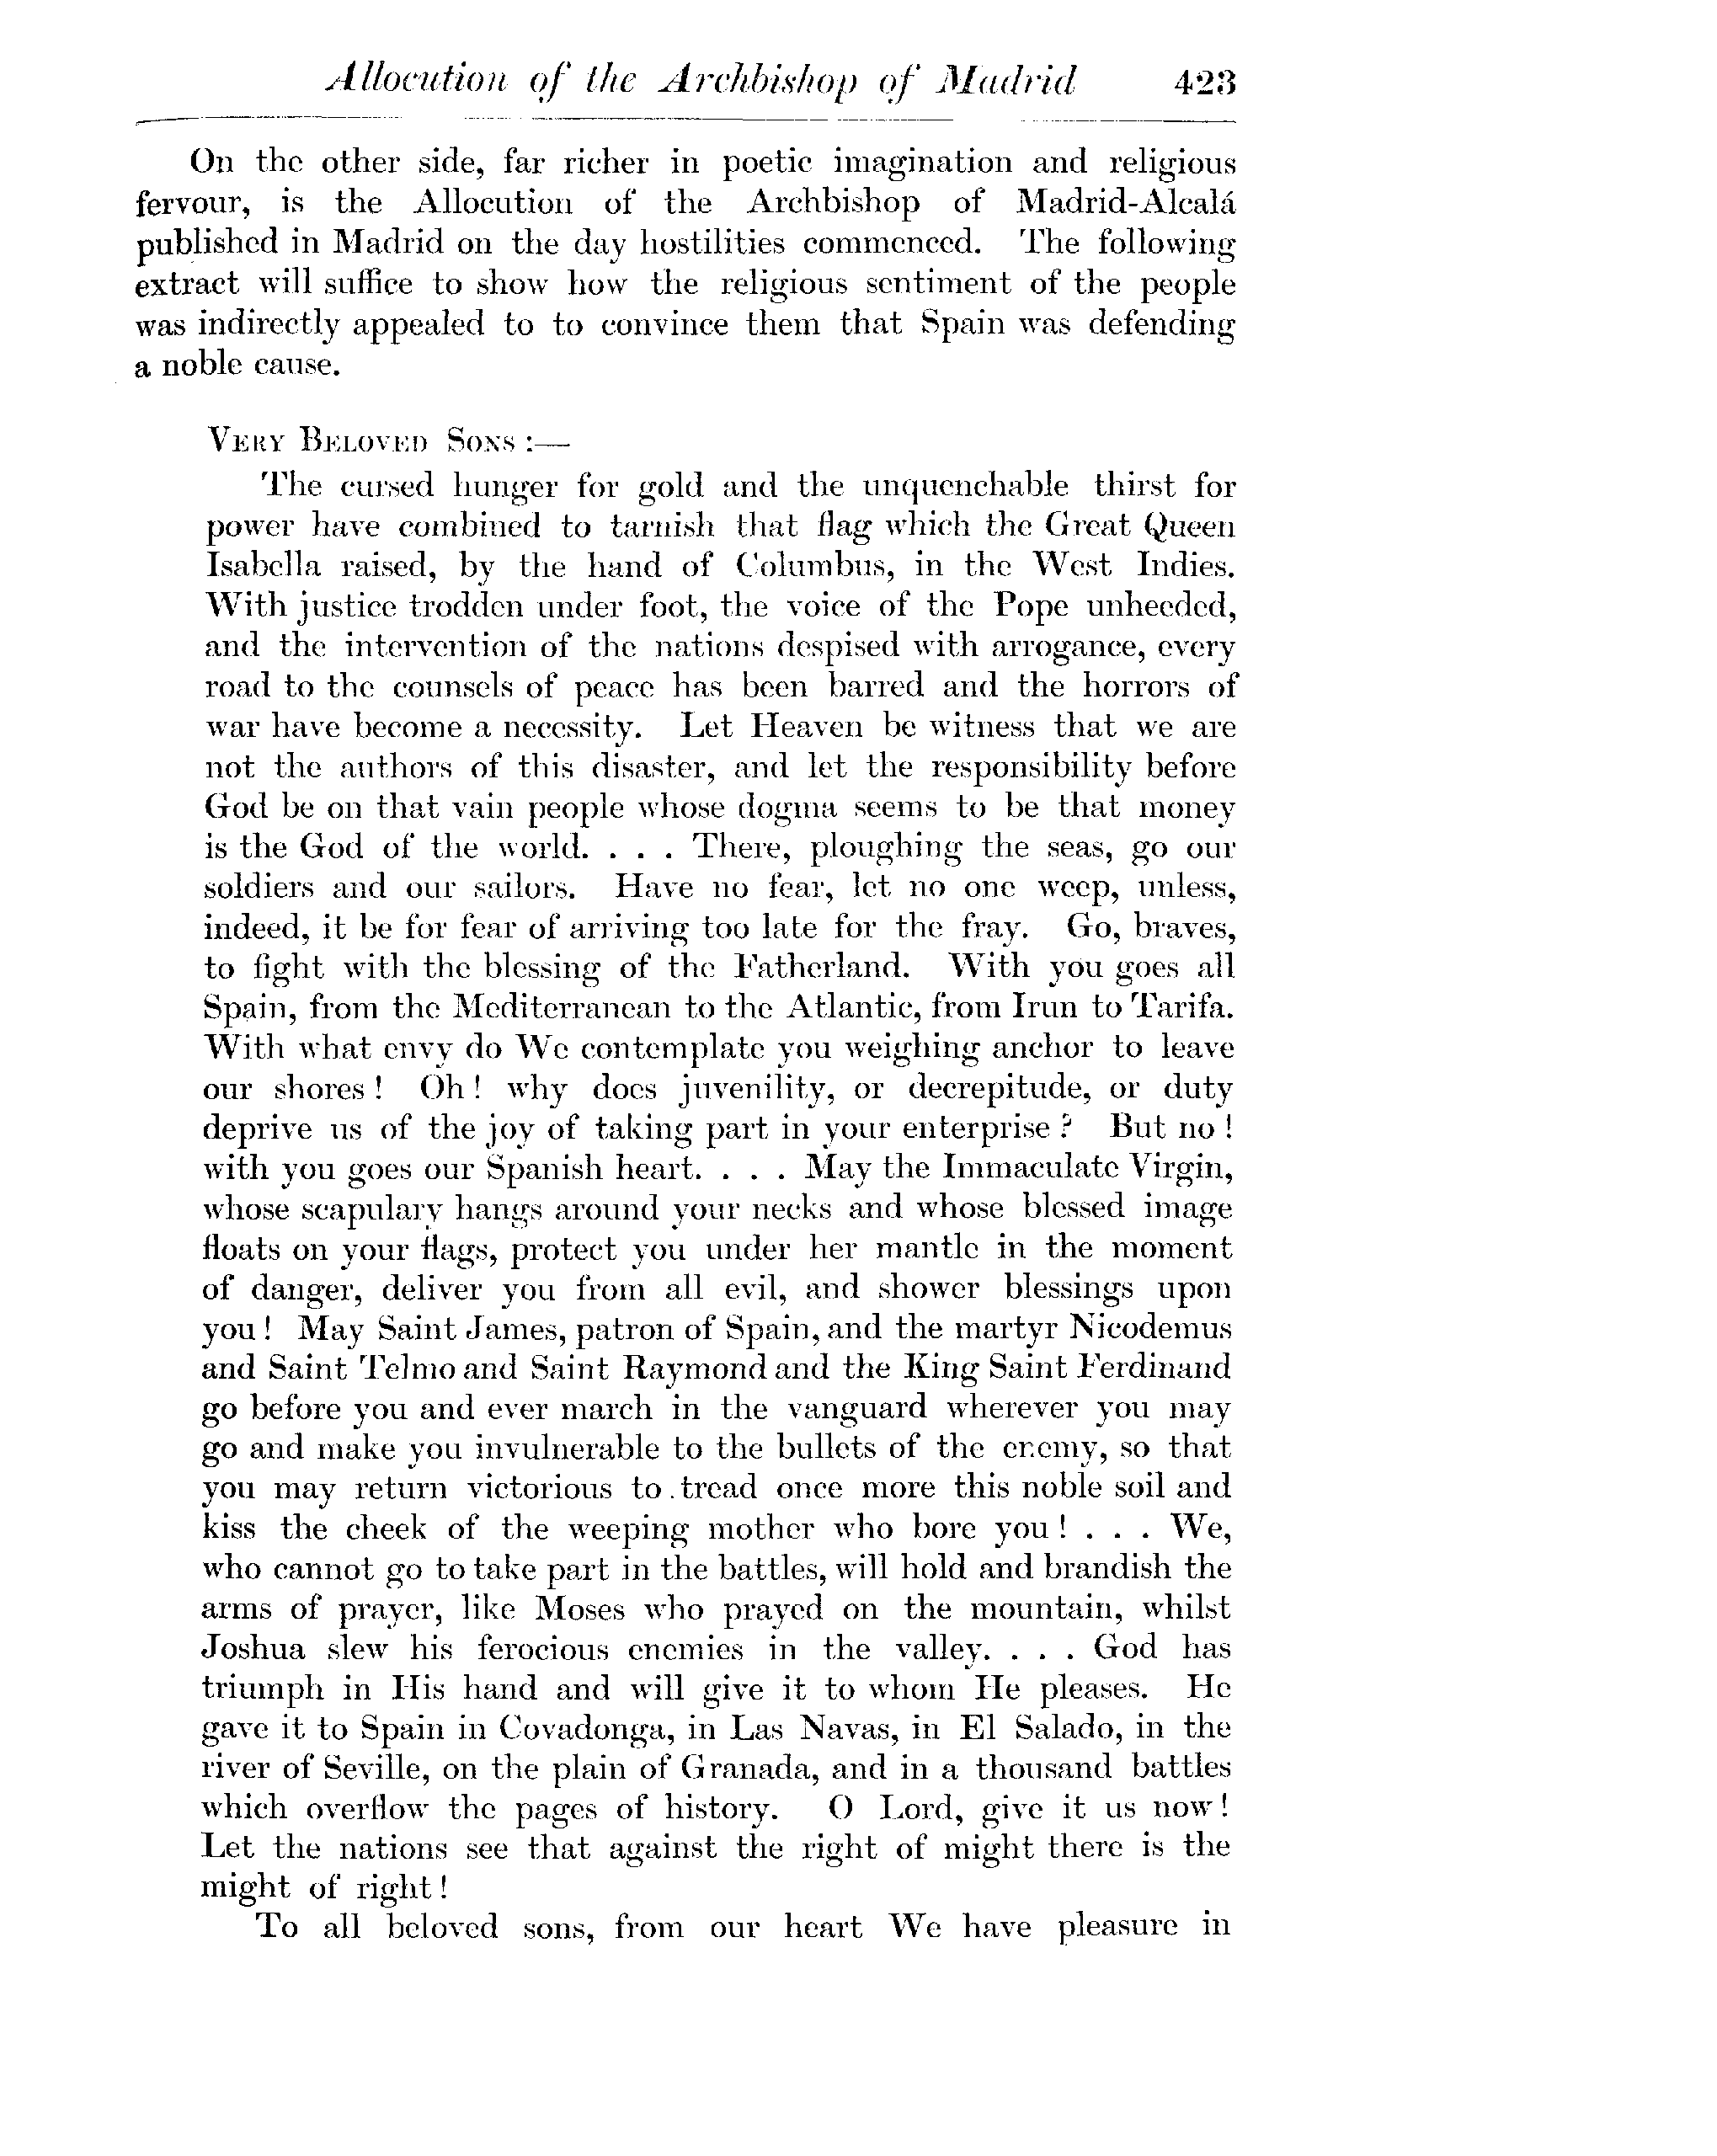 Allocution of the Archbishop of Madrid 423
On the other side, far richer in poetic imagination and religious
fervour, is the Allocution of the Archbishop of Madrid-Alcalá
published in Madrid on the day hostilities commenced. The following
extract will suffice to show how the religious sentiment of the people
was indirectly appealed to to convince them that Spain was defending
a noble cause.
VERY BELOVED SONS :—
The cursed hunger for gold and the unquenchable thirst for
power have combined to tarnish that flag which the Great Queen
Isabella raised, by the hand of Columbus, in the West Indies.
With justice trodden under foot, the voice of the Pope unheeded,
and the intervention of the nations despised with arrogance, every
road to the counsels of peace has been barred and the horrors of
war have become a necessity. Let Heaven be witness that we are
not the authors of this disaster, and let the responsibility before
God be on that vain people whose dogma seems to be that money
is the God of the world. . . . There, ploughing the seas, go our
soldiers and our sailors. Have no fear, let no one weep, unless,
indeed, it be for fear of arriving too late for the fray. Go, braves,
to fight with the blessing of the Fatherland. With you goes all
Spain, from the Mediterranean to the Atlantic, from Irun to Tarifa.
With what envy do We contemplate you weighing anchor to leave
our shores ! Oh ! why does juvenility, or decrepitude, or duty
deprive us of the joy of taking part in your enterprise ? But no !
with you goes our Spanish heart. . . . May the Immaculate Virgin,
whose scapulary hangs around your necks and whose blessed image
floats on your flags, protect you under her mantle in the moment
of danger, deliver you from all evil, and shower blessings upon
you ! May Saint James, patron of Spain, and the martyr Nicodemus
and Saint Telmo and Saint Raymond and the King Saint Ferdinand
go before you and ever march in the vanguard wherever you may
go and make you invulnerable to the bullets of the enemy, so that
you may return victorious to tread once more this noble soil and
kiss the cheek of the weeping mother who bore you ! . . . We,
who cannot go to take part in the battles, will hold and brandish the
arms of prayer, like Moses who prayed on the mountain, whilst
Joshua slew his ferocious enemies in the valley. . . . God has
triumph in His hand and will give it to whom He pleases. He
gave it to Spain in Covadonga, in Las Navas, in El Salado, in the
river of Seville, on the plain of Granada, and in a thousand battles
which overflow the pages of history. O Lord, give it us now !
Let the nations see that against the right of might there is the
might of right !
To all beloved sons, from our heart We have pleasure in